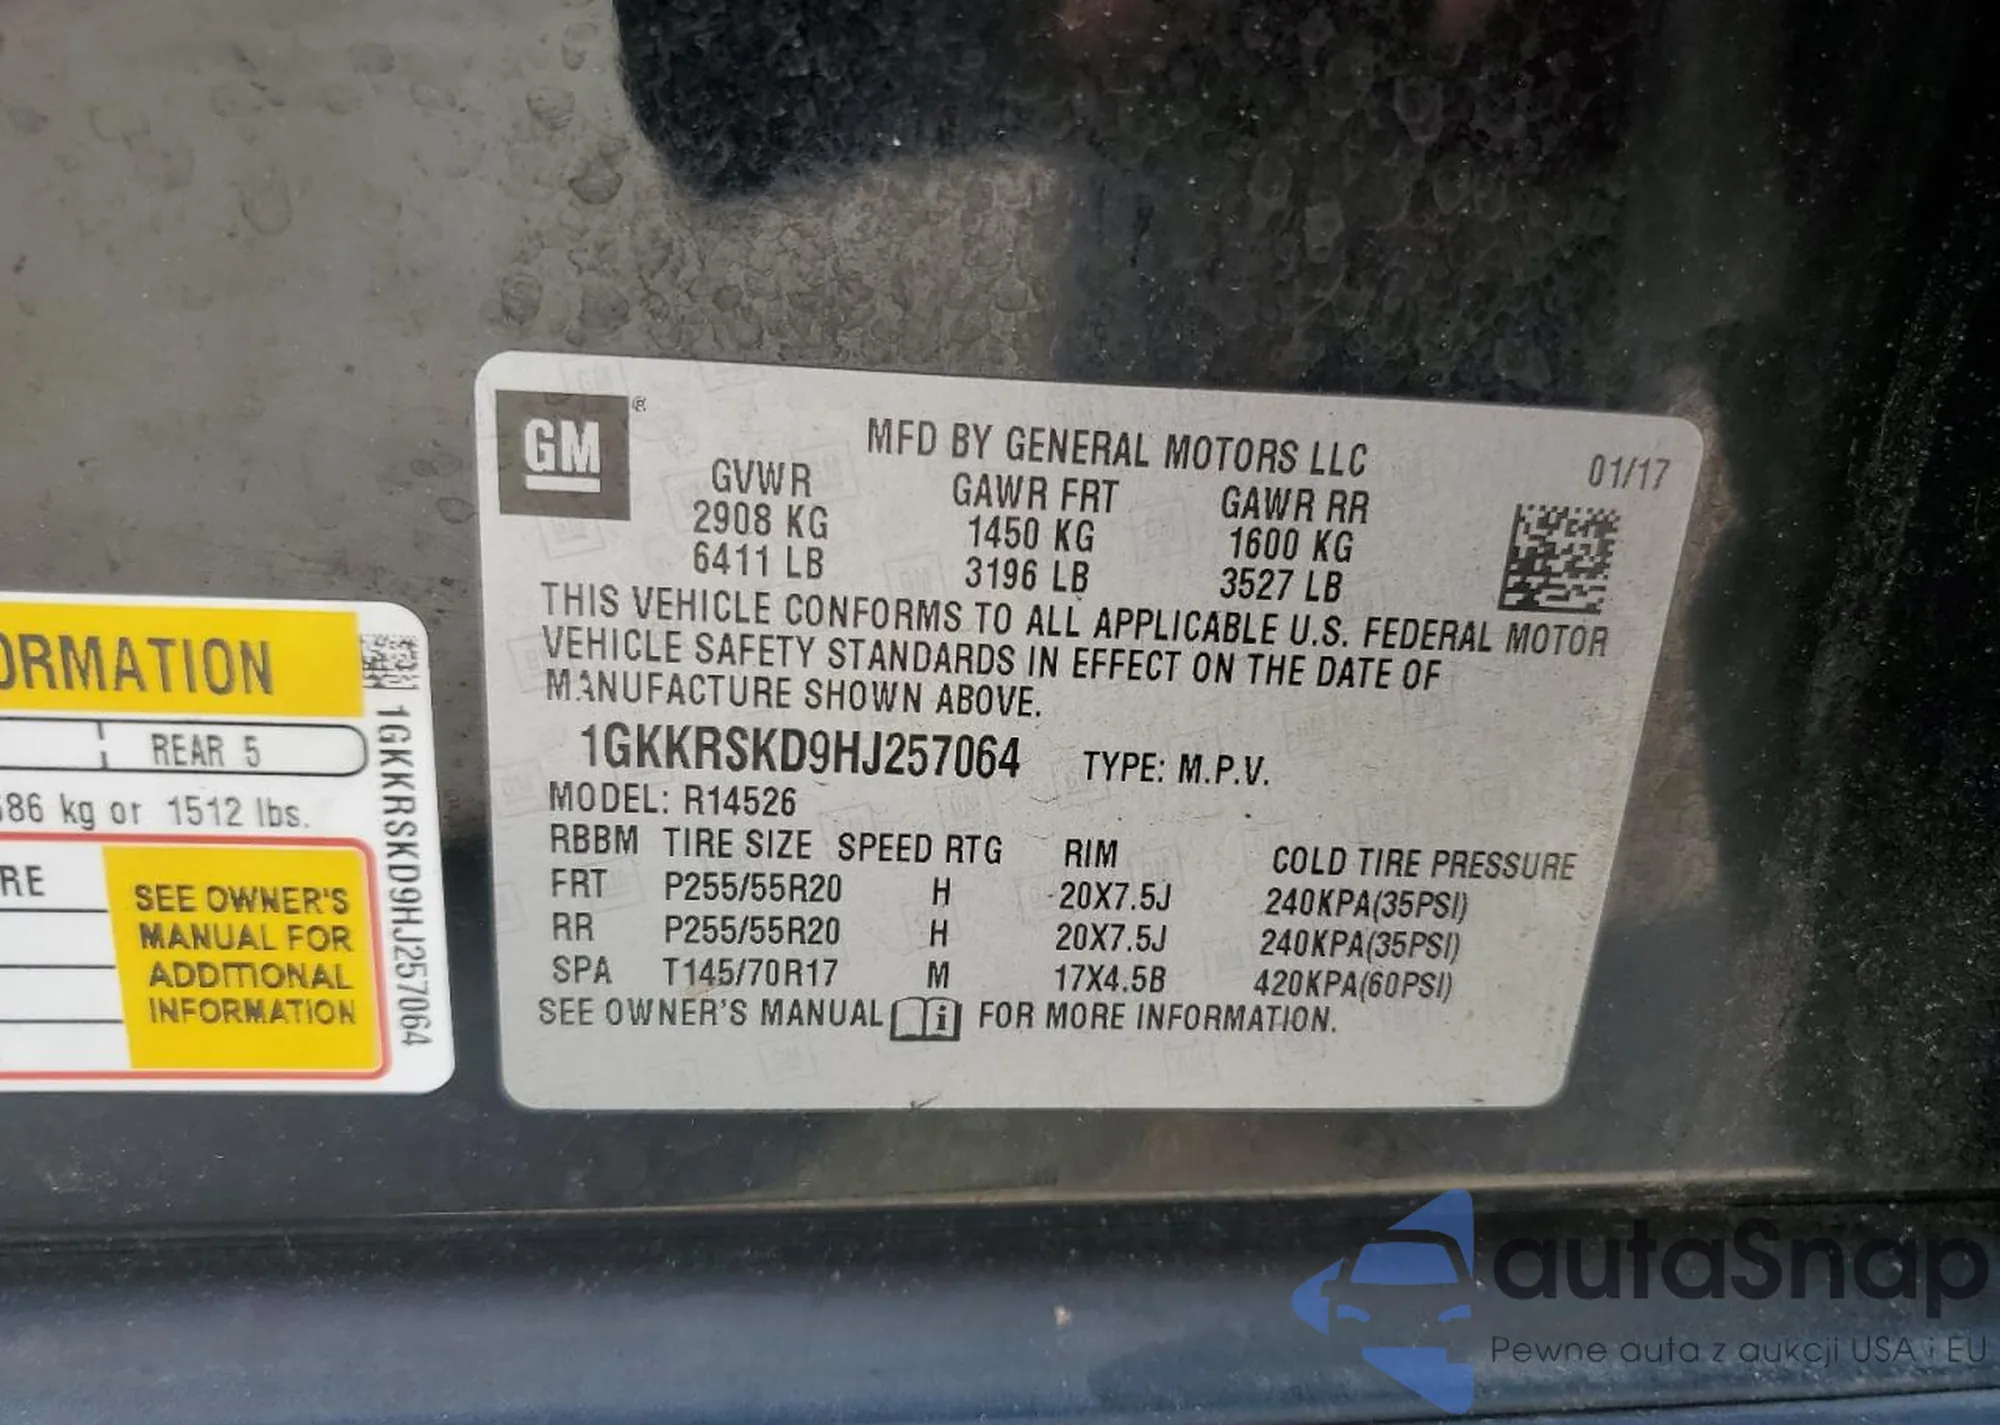 GM
®
MFD BY GENERAL MOTORS LLC
01/17
GVWR GAWR FRT GAWR RR
2908 KG 1450 KG 1600 KG
6411 LB 3196 LB 3527 LB
THIS VEHICLE CONFORMS TO ALL APPLICABLE U.S. FEDERAL MOTOR
VEHICLE SAFETY STANDARDS IN EFFECT ON THE DATE OF
MANUFACTURE SHOWN ABOVE.
1GKKRSKD9HJ257064 TYPE: M.P.V.
MODEL: R14526
RBBM TIRE SIZE SPEED RTG RIM COLD TIRE PRESSURE
FRT P255/55R20 H 20X7.5J 240KPA(35PSI)
RR P255/55R20 H 20X7.5J 240KPA(35PSI)
SPA T145/70R17 M 17X4.5B 420KPA(60PSI)
SEE OWNER'S MANUAL i FOR MORE INFORMATION.
ORMATION
REAR 5
86 kg or 1512 lbs.
RE
SEE OWNER'S
MANUAL FOR
ADDITIONAL
INFORMATION
1GKKRSKD9HJ257064
autaSnap
Pewne auta z aukcji USA i EU